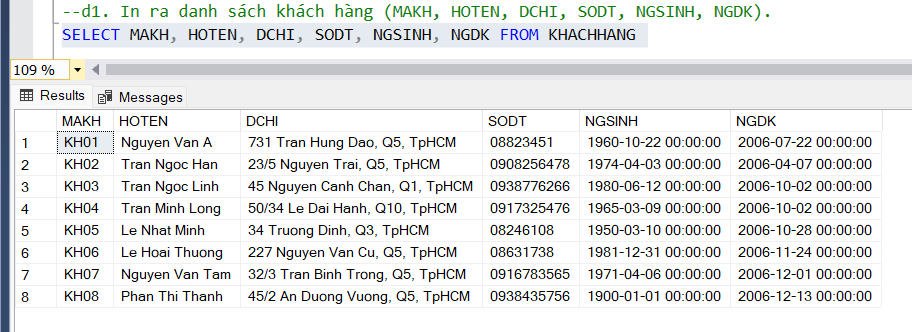 --d1. In ra danh sách khách hàng (MAKH, HOTEN, DCHI, SODT, NGSINH, NGDK).
SELECT MAKH, HOTEN, DCHI, SODT, NGSINH, NGDK FROM KHACHHANG
109 %
Results Messages
MAKH HOTEN DCHI SODT NGSINH NGDK
1 KH01 Nguyen Van A 731 Tran Hung Dao, Q5, TpHCM 08823451 1960-10-22 00:00:00 2006-07-22 00:00:00
2 KH02 Tran Ngoc Han 23/5 Nguyen Trai, Q5, TpHCM 0908256478 1974-04-03 00:00:00 2006-04-07 00:00:00
3 KH03 Tran Ngoc Linh 45 Nguyen Canh Chan, Q1, TpHCM 0938776266 1980-06-12 00:00:00 2006-10-02 00:00:00
4 KH04 Tran Minh Long 50/34 Le Dai Hanh, Q10, TpHCM 0917325476 1965-03-09 00:00:00 2006-10-02 00:00:00
5 KH05 Le Nhat Minh 34 Truong Dinh, Q3, TpHCM 08246108 1950-03-10 00:00:00 2006-10-28 00:00:00
6 KH06 Le Hoai Thuong 227 Nguyen Van Cu, Q5, TpHCM 08631738 1981-12-31 00:00:00 2006-11-24 00:00:00
7 KH07 Nguyen Van Tam 32/3 Tran Binh Trong, Q5, TpHCM 0916783565 1971-04-06 00:00:00 2006-12-01 00:00:00
8 KH08 Phan Thi Thanh 45/2 An Duong Vuong, Q5, TpHCM 0938435756 1900-01-01 00:00:00 2006-12-13 00:00:00